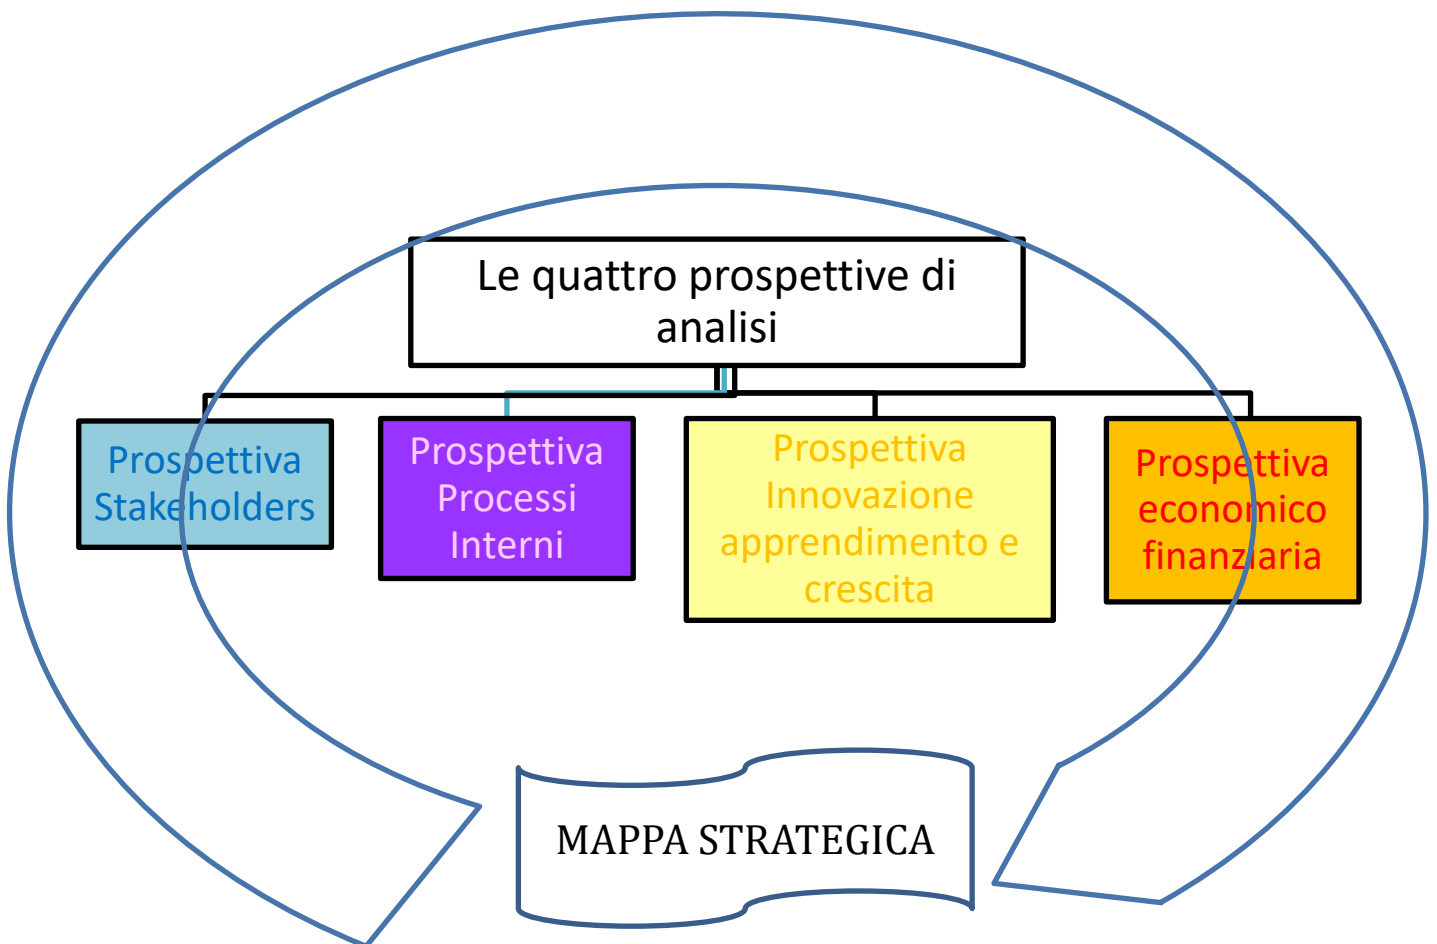 Le quattro prospettive di
analisi
Prospettiva
Stakeholders
Prospettiva
Processi
Interni
Prospettiva
Innovazione
apprendimento e
crescita
Prospettiva
economico
finanziaria
MAPPA STRATEGICA